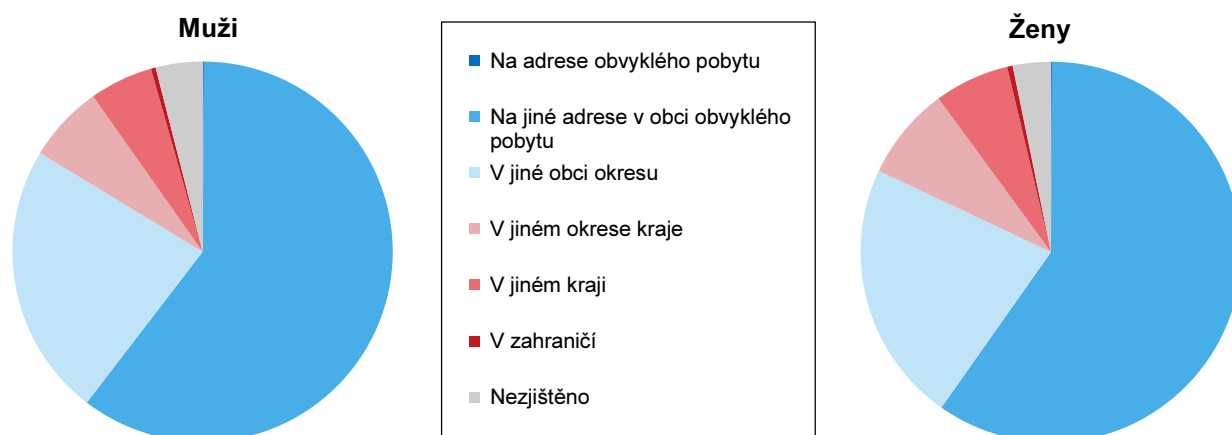 Muži
Na adrese obvyklého pobytu
Na jiné adrese v obci obvyklého
pobytu
V jiné obci okresu
V jiném okrese kraje
V jiném kraji
V zahraničí
Nezjištěno
Ženy